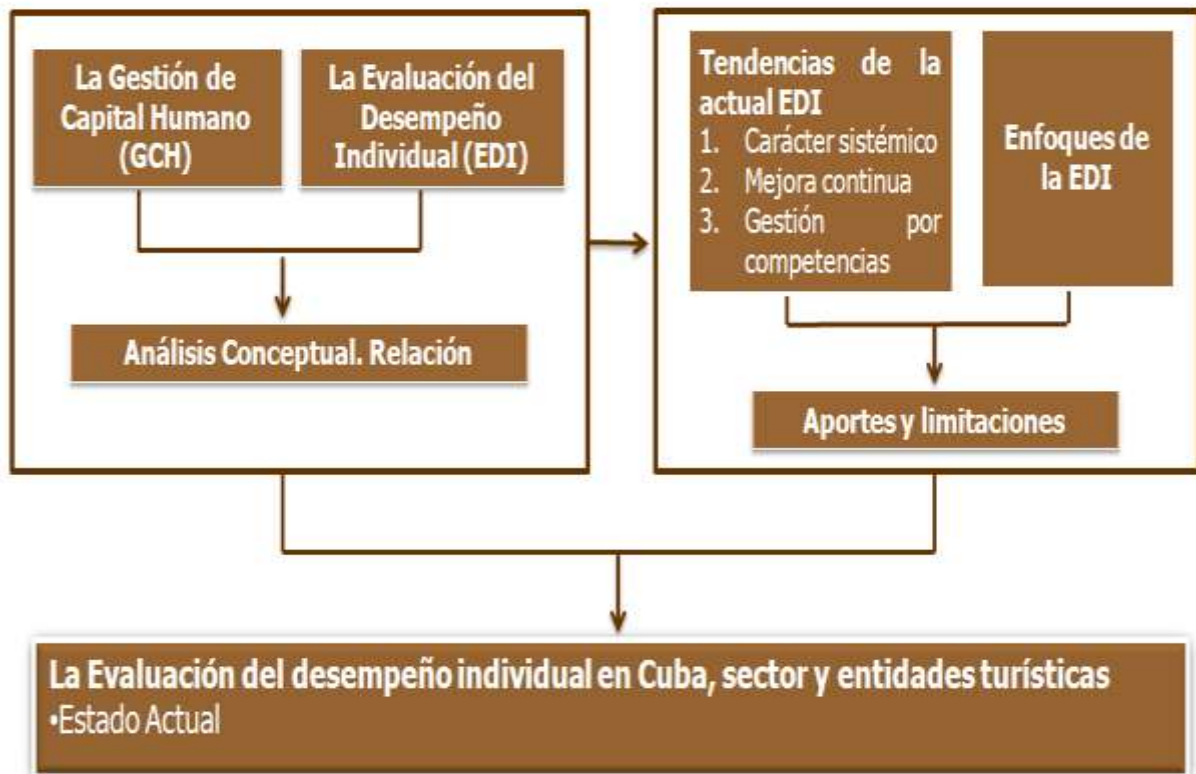 La Gestión de
Capital Humano
(GCH)
La Evaluación del
Desempeño
Individual (EDI)
Análisis Conceptual. Relación
Tendencias de la
actual EDI
1. Carácter sistémico
2. Mejora continua
3. Gestión por
competencias
Enfoques de
la EDI
Aportes y limitaciones
La Evaluación del desempeño individual en Cuba, sector y entidades turísticas
•Estado Actual